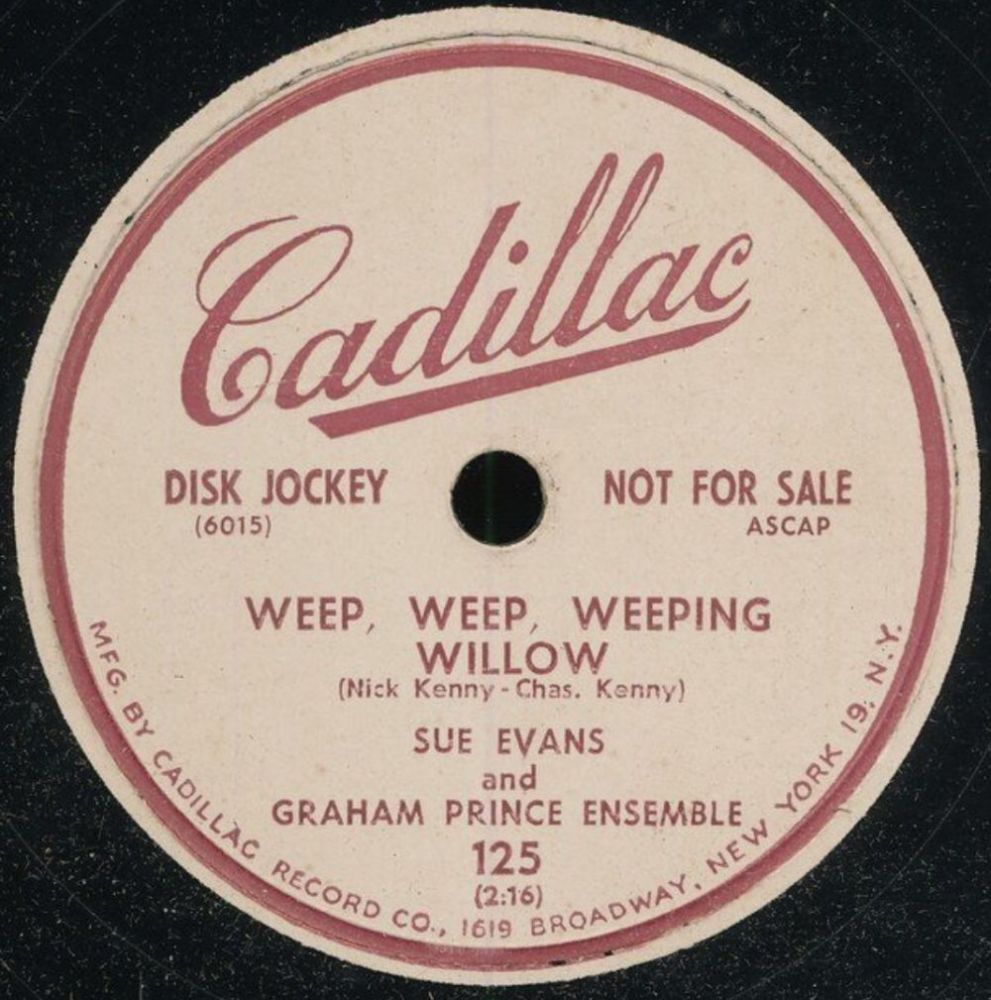 Cadillac
DISK JOCKEY
(6015)
NOT FOR SALE
ASCAP
WEEP, WEEP, WEEPING
WILLOW
(Nick Kenny - Chas. Kenny)
SUE EVANS
and
GRAHAM PRINCE ENSEMBLE
125
(2:16)
MFG. BY CADILLAC RECORD CO., 1619 BROADWAY, NEW YORK 19, N.Y.